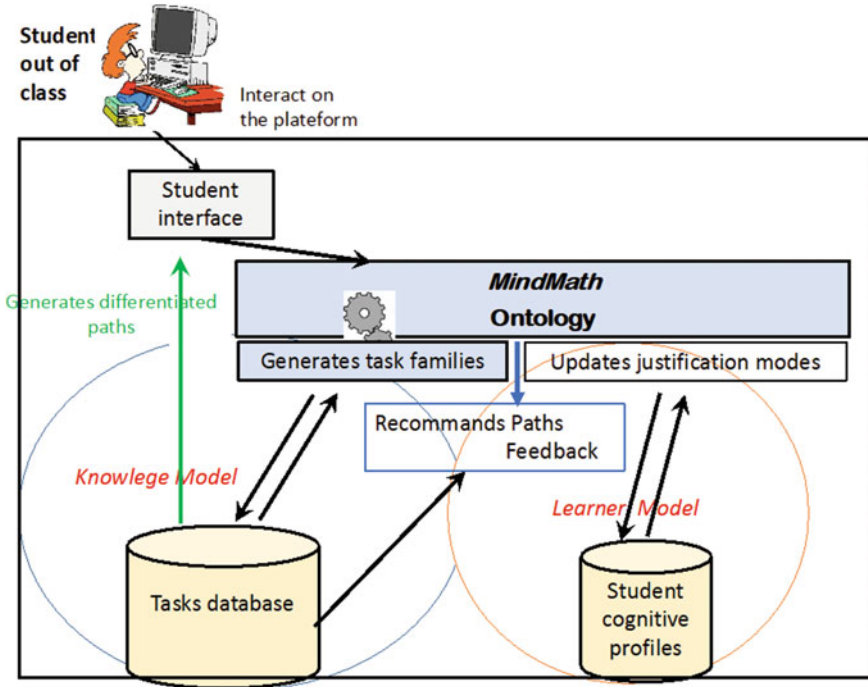 Student
out of
class
Interact on
the plateform
Student
interface
MindMath
Ontology
Generates differentiated
paths
Generates task families
Updates justification modes
Recommands Paths
Feedback
Knowlege Model
Learner Model
Tasks database
Student
cognitive
profiles